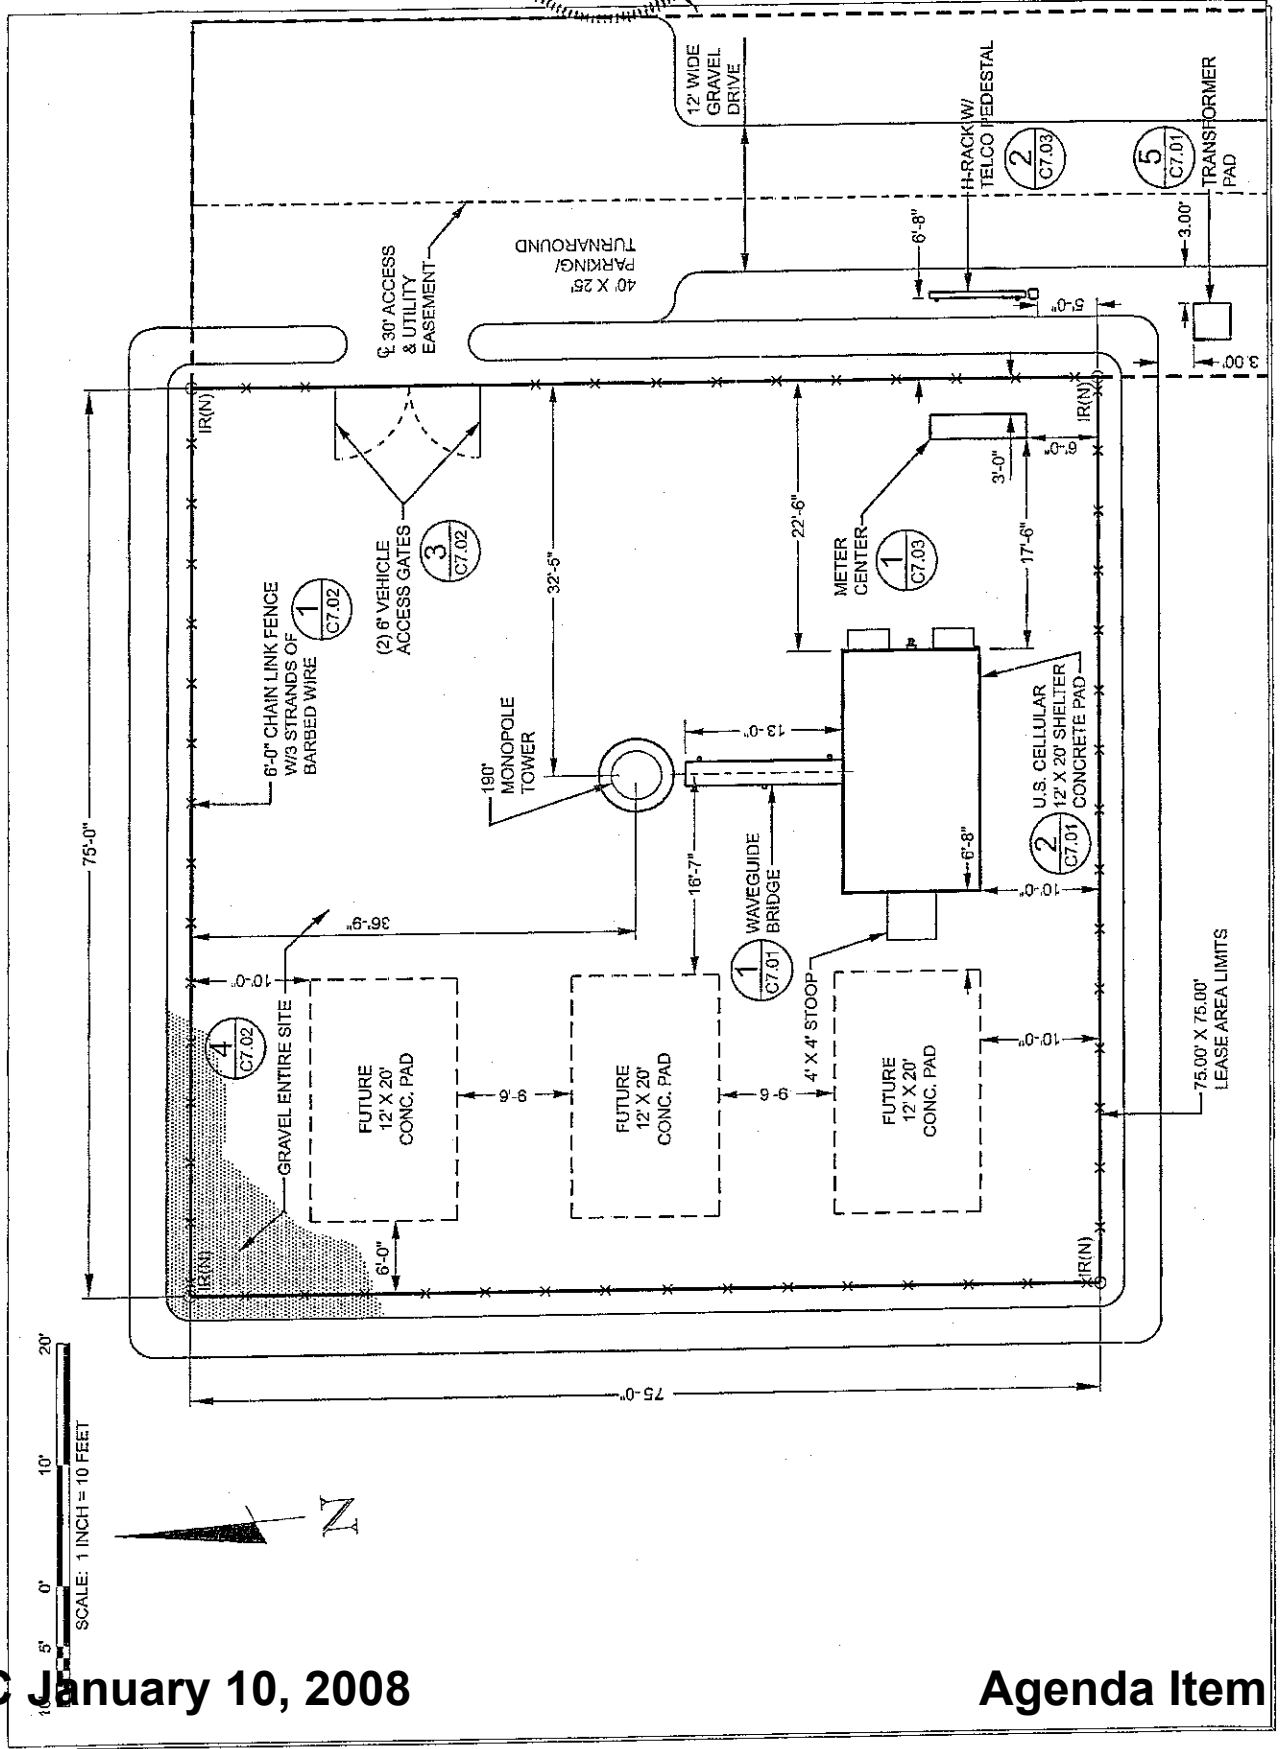 12' WIDE
GRAVEL
DRIVE
H-RACK W/
TELCO PEDESTAL
2
C7.03
5
C7.01
TRANSFORMER
PAD
℄ 30' ACCESS
& UTILITY
EASEMENT
40' X 25'
PARKING/
TURNAROUND
6'-8"
3.00'
5'-0"
3.00'
75'-0"
IR(N)
IR(N)
6'-0" CHAIN LINK FENCE
W/3 STRANDS OF
BARBED WIRE
1
C7.02
(2) 6' VEHICLE
ACCESS GATES
3
C7.02
32'-5"
22'-6"
METER
CENTER
1
C7.03
3'-0"
6'-0"
17'-6"
190'
MONOPOLE
TOWER
13'-0"
36'-9"
16'-7"
WAVEGUIDE
BRIDGE
1
C7.01
U.S. CELLULAR
12' X 20' SHELTER
CONCRETE PAD
2
C7.01
6'-8"
10'-0"
4' X 4' STOOP
10'-0"
4
C7.02
GRAVEL ENTIRE SITE
FUTURE
12' X 20'
CONC. PAD
9'-6
FUTURE
12' X 20'
CONC. PAD
9'-6
FUTURE
12' X 20'
CONC. PAD
10'-0"
6'-0"
IR(N)
IR(N)
75.00' X 75.00'
LEASE AREA LIMITS
75'-0"
N
5' 0' 10' 20'
SCALE: 1 INCH = 10 FEET
January 10, 2008
Agenda Item